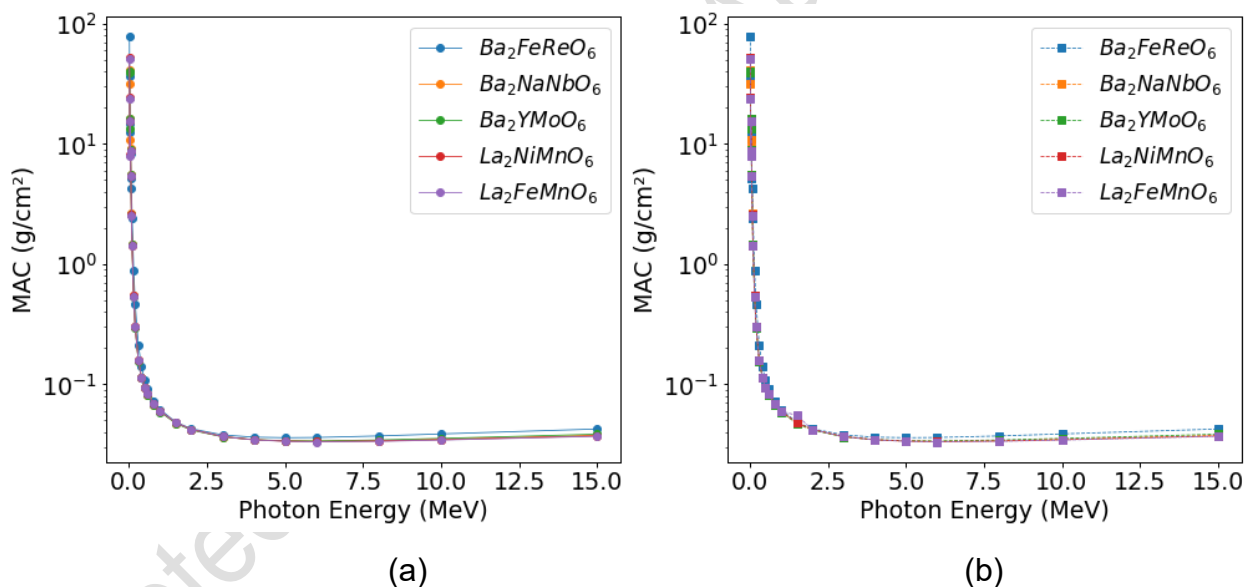 10² 10¹ 10⁰ 10⁻¹
MAC (g/cm²)
Ba₂FeReO₆
Ba₂NaNbO₆
Ba₂YMoO₆
La₂NiMnO₆
La₂FeMnO₆
0.0 2.5 5.0 7.5 10.0 12.5 15.0
Photon Energy (MeV)
(a)
10² 10¹ 10⁰ 10⁻¹
MAC (g/cm²)
Ba₂FeReO₆
Ba₂NaNbO₆
Ba₂YMoO₆
La₂NiMnO₆
La₂FeMnO₆
0.0 2.5 5.0 7.5 10.0 12.5 15.0
Photon Energy (MeV)
(b)